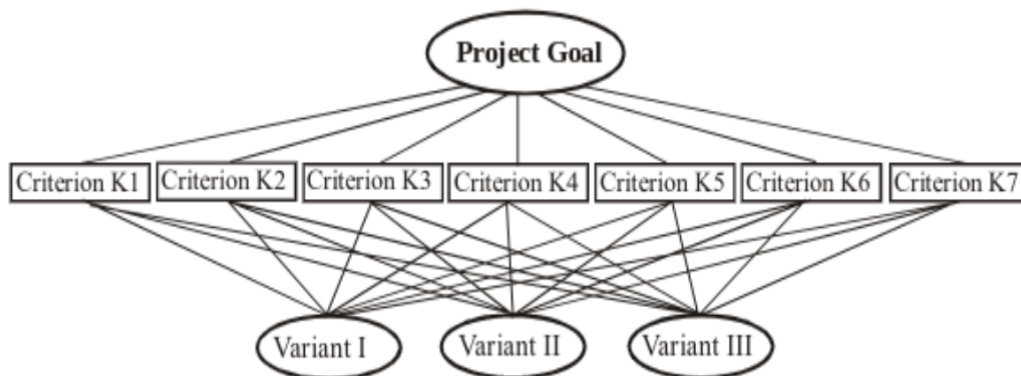 Project Goal
Criterion K1 Criterion K2 Criterion K3 Criterion K4 Criterion K5 Criterion K6 Criterion K7
Variant I Variant II Variant III